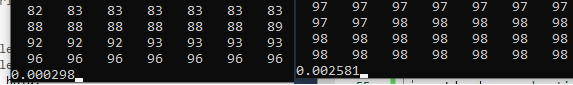 82 83 83 83 83 83 83
88 88 88 88 88 88 89
92 92 92 93 93 93 93
96 96 96 96 96 96 96
0.000298
97 97 97 97 97 97 97
97 97 98 98 98 98 98
98 98 98 98 98 98 98
98 98 98 98 98 98 98
0.002581